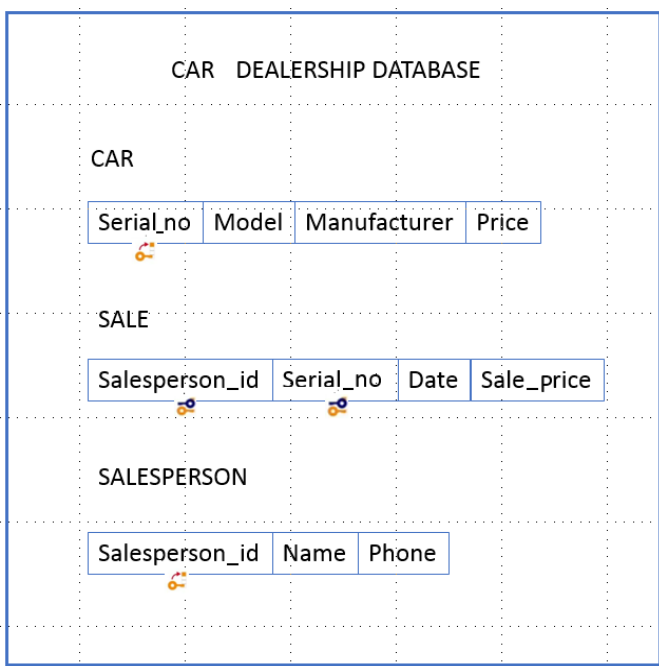 CAR DEALERSHIP DATABASE
CAR
Serial_no Model Manufacturer Price
SALE
Salesperson_id Serial_no Date Sale_price
SALESPERSON
Salesperson_id Name Phone